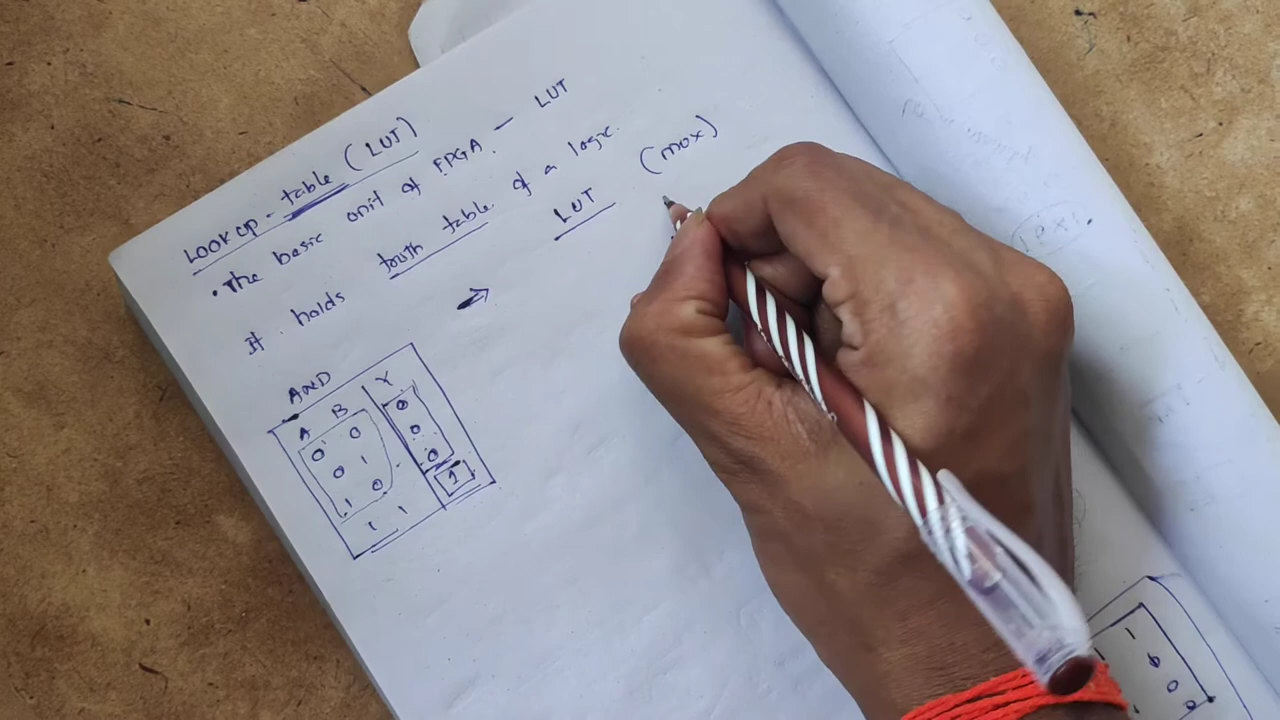 Look up - table (LUT)
• The basic unit of FPGA. — LUT
It holds truth table of a logic.
→ LUT (mux)
AND
A B Y
0 0 0
0 1 0
1 0 0
1 1 1